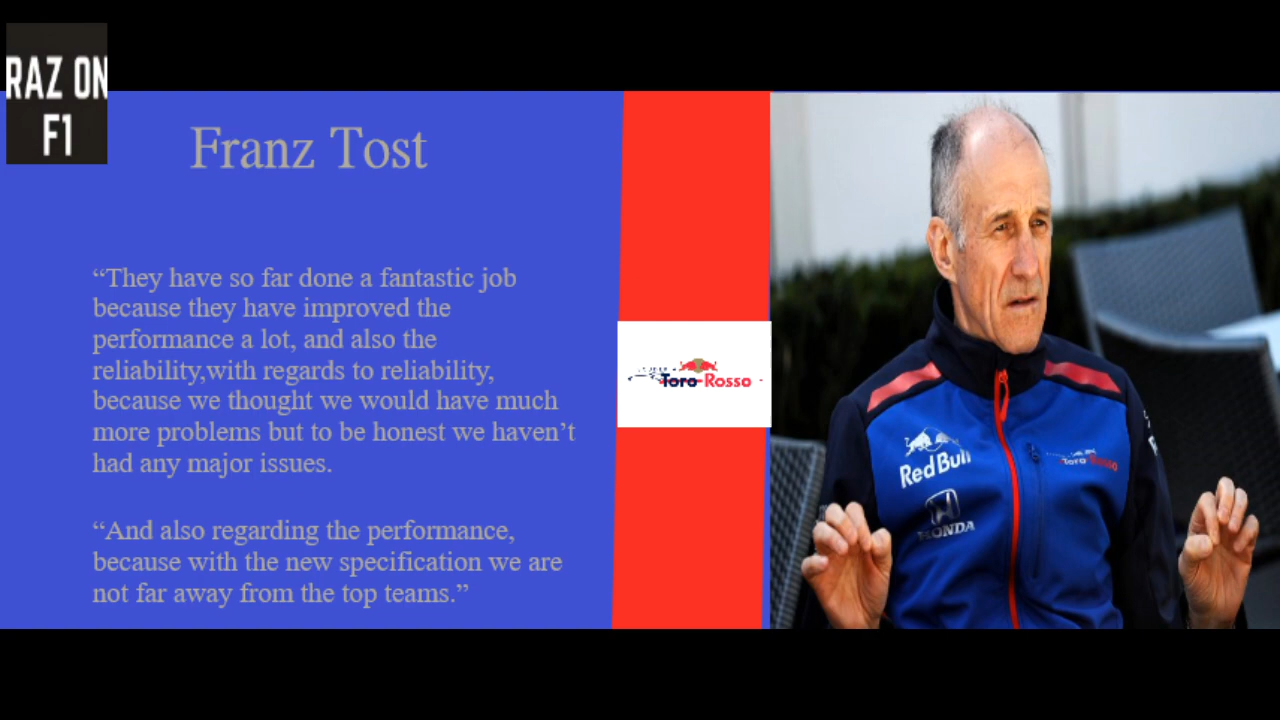 RAZ ON
F1
Franz Tost
“They have so far done a fantastic job
because they have improved the
performance a lot, and also the
reliability,with regards to reliability,
because we thought we would have much
more problems but to be honest we haven’t
had any major issues.
“And also regarding the performance,
because with the new specification we are
not far away from the top teams.”
Toro Rosso
Red Bull
Toro Rosso
HONDA